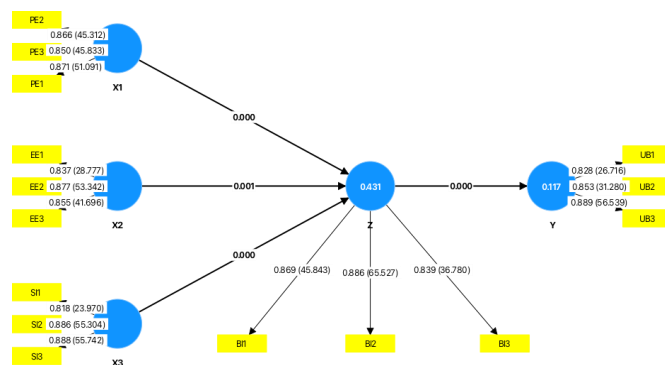 PE2
0.866 (45.312)
PE3
0.850 (45.833)
0.871 (51.091)
PE1
X1
0.000
EE1
0.837 (28.777)
EE2
0.877 (53.342)
0.855 (41.696)
EE3
X2
0.001
0.431
Z
0.000
0.117
Y
UB1
0.828 (26.716)
0.853 (31.280)
UB2
0.889 (56.539)
UB3
0.000
0.869 (45.843)
0.886 (65.527)
0.839 (36.780)
SI1
0.818 (23.970)
SI2
0.886 (55.304)
0.888 (55.742)
SI3
X3
BI1
BI2
BI3